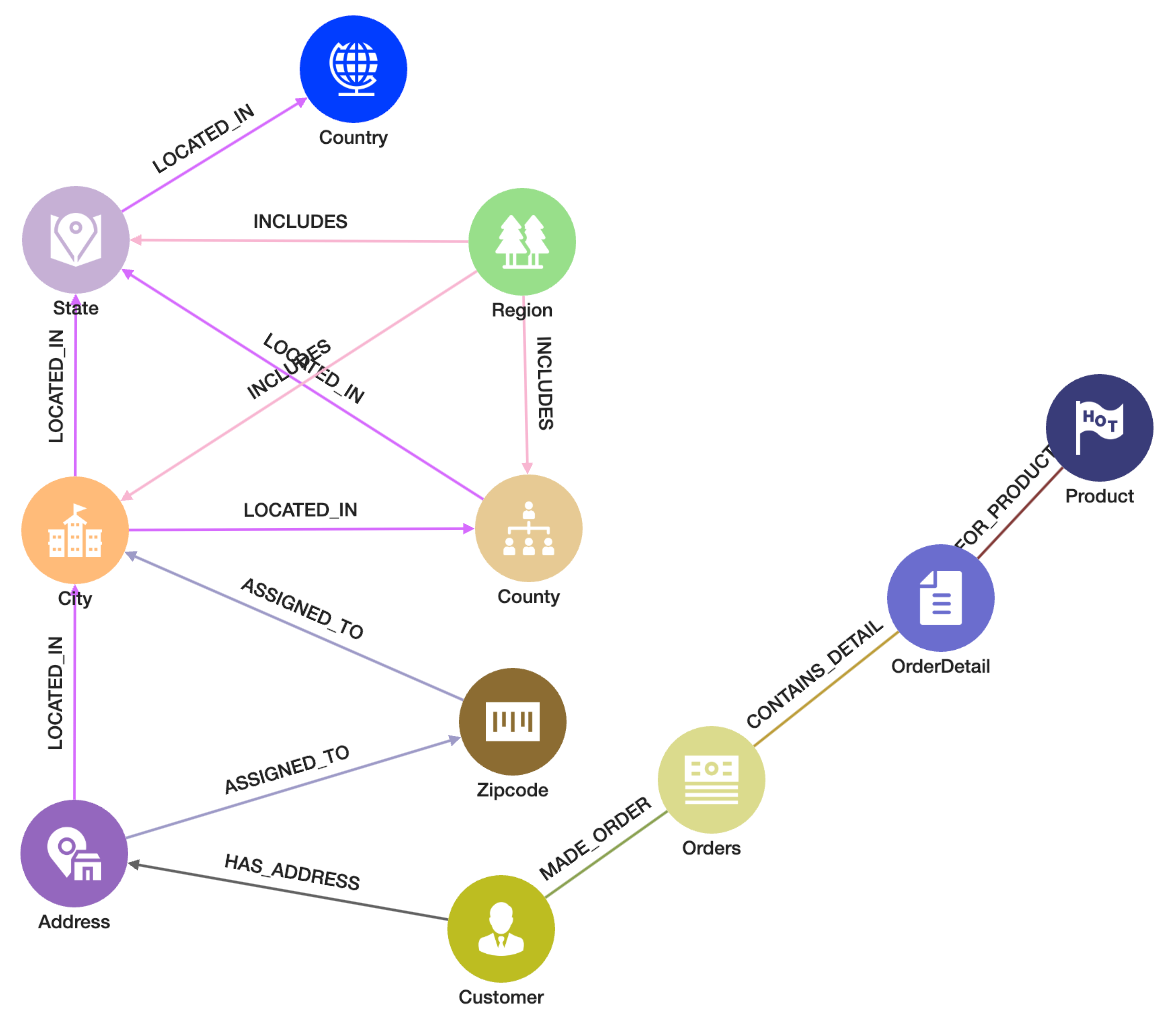 Country
LOCATED_IN
INCLUDES
State
Region
LOCATED_IN
INCLUDES
LOCATED_IN
INCLUDES
HOT
Product
FOR_PRODUCT
LOCATED_IN
City
County
ASSIGNED_TO
OrderDetail
CONTAINS_DETAIL
LOCATED_IN
ASSIGNED_TO
Zipcode
MADE_ORDER
Orders
HAS_ADDRESS
Address
Customer